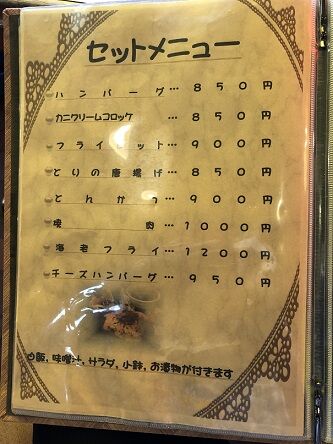 セットメニュー
ハンバーグ…850円
カニクリームコロッケ…850円
フライセット…900円
とりの唐揚げ…850円
とんかつ…900円
焼肉…1000円
海老フライ…1200円
チーズハンバーグ…950円
白飯,味噌汁,サラダ,小鉢,お漬物が付きます